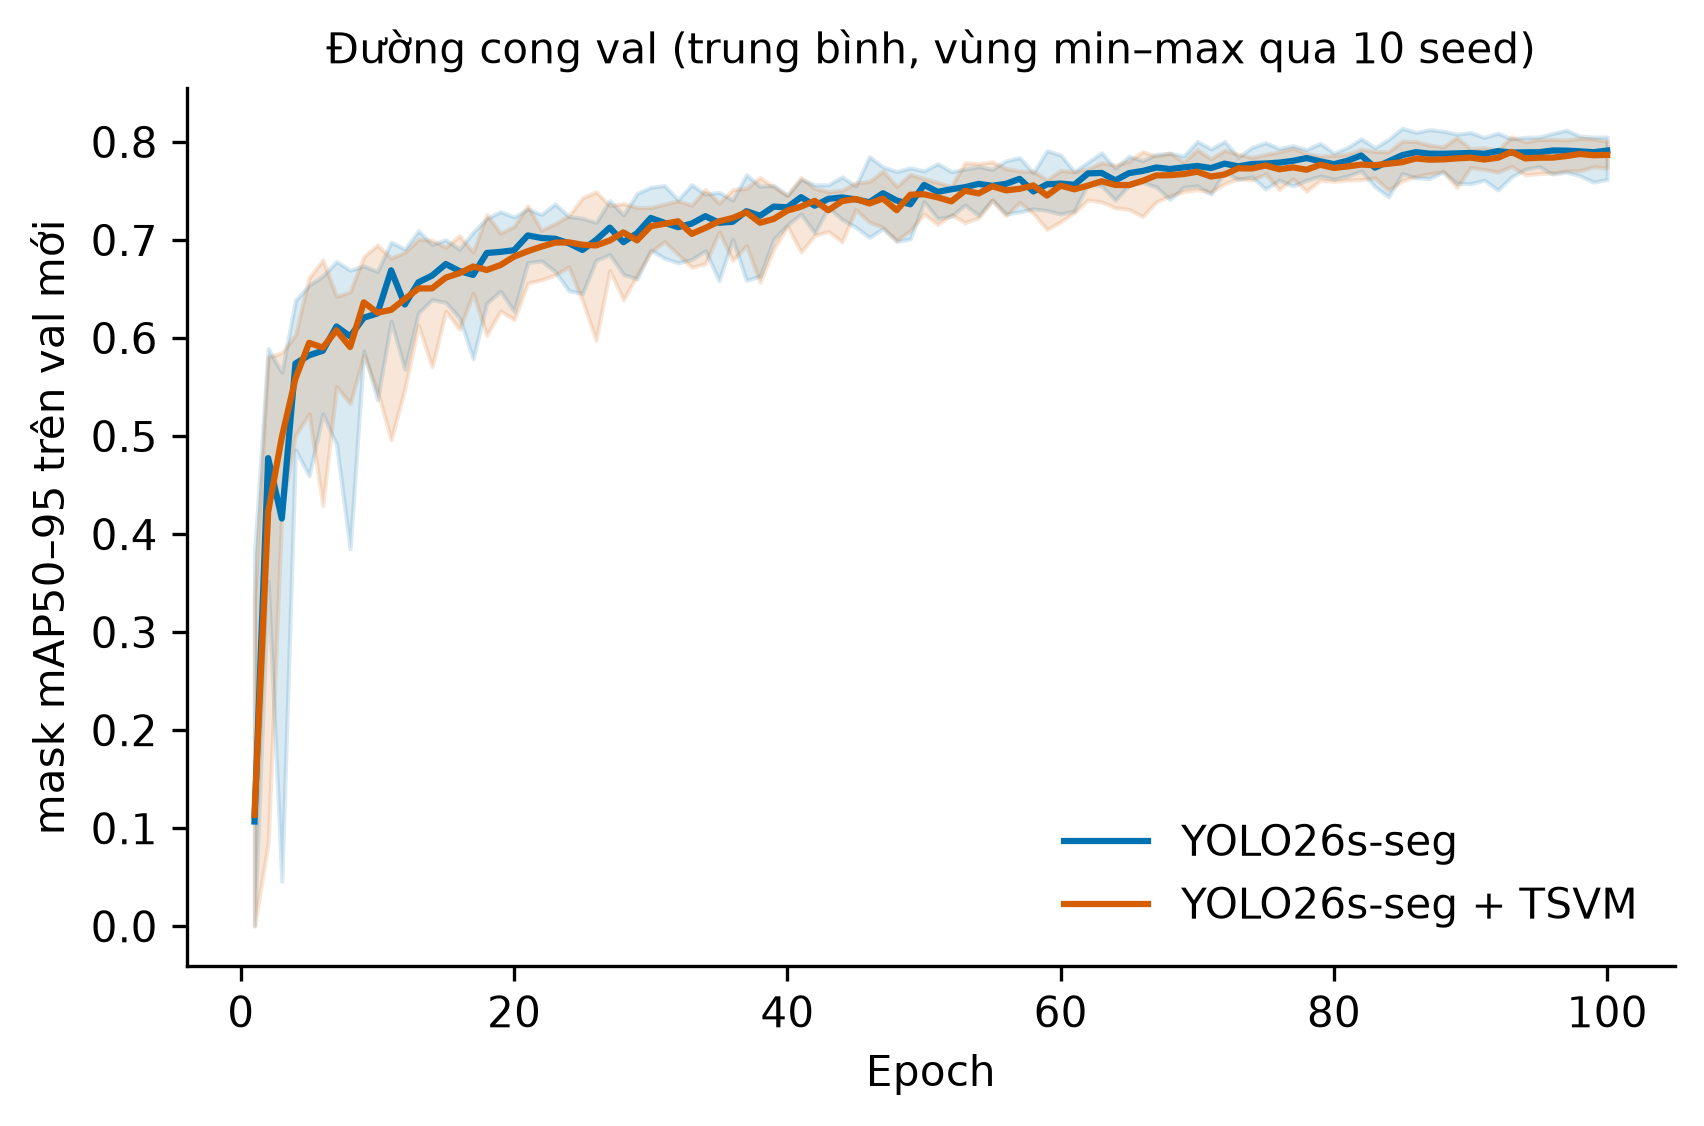 Đường cong val (trung bình, vùng min–max qua 10 seed)
mask mAP50–95 trên val mới
0.8
0.7
0.6
0.5
0.4
0.3
0.2
0.1
0.0
YOLO26s-seg
YOLO26s-seg + TSVM
0 20 40 60 80 100
Epoch